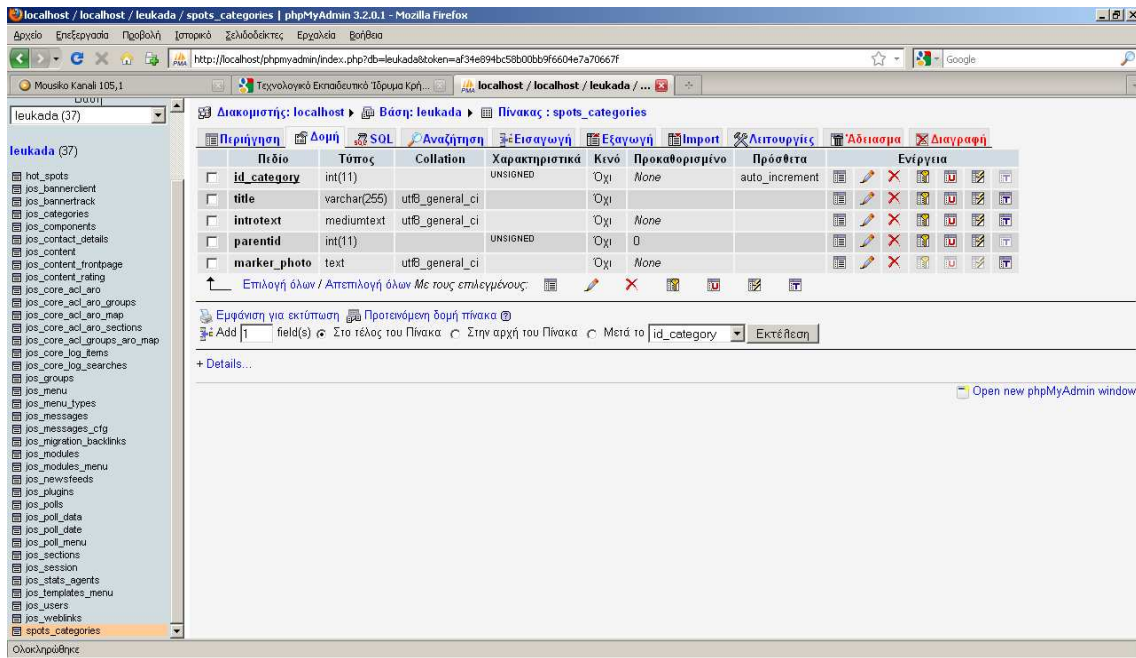 localhost / localhost / leukada / spots_categories | phpMyAdmin 3.2.0.1 - Mozilla Firefox
Αρχείο Επεξεργασία Προβολή Ιστορικό Σελιδοδείκτες Εργαλεία Βοήθεια
http://localhost/phpmyadmin/index.php?db=leukada&token=af34e894bc58b00bb9f6604e7a70667f
Google
Mousiko Kanali 105,1
Τεχνολογικό Εκπαιδευτικό Ίδρυμα Κρή...
localhost / localhost / leukada / ...
leukada (37)
leukada (37)
hot_spots
jos_bannerclient
jos_bannertrack
jos_categories
jos_components
jos_contact_details
jos_content
jos_content_frontpage
jos_content_rating
jos_core_acl_aro
jos_core_acl_aro_groups
jos_core_acl_aro_map
jos_core_acl_aro_sections
jos_core_acl_groups_aro_map
jos_core_log_items
jos_core_log_searches
jos_groups
jos_menu
jos_menu_types
jos_messages
jos_messages_cfg
jos_migration_backlinks
jos_modules
jos_modules_menu
jos_newsfeeds
jos_plugins
jos_polls
jos_poll_data
jos_poll_date
jos_poll_menu
jos_sections
jos_session
jos_stats_agents
jos_templates_menu
jos_users
jos_weblinks
spots_categories
Διακομιστής: localhost Βάση: leukada Πίνακας : spots_categories
Περιήγηση Δομή SQL Αναζήτηση Εισαγωγή Εξαγωγή Import Λειτουργίες Άδειασμα Διαγραφή
Πεδίο Τύπος Collation Χαρακτηριστικά Κενό Προκαθορισμένο Πρόσθετα Ενέργεια
id_category int(11) UNSIGNED Όχι None auto_increment
title varchar(255) utf8_general_ci Όχι
introtext mediumtext utf8_general_ci Όχι None
parentid int(11) UNSIGNED Όχι 0
marker_photo text utf8_general_ci Όχι None
Επιλογή όλων / Απεπιλογή όλων Με τους επιλεγμένους:
Εμφάνιση για εκτύπωση Προτεινόμενη δομή πίνακα
Add 1 field(s) Στο τέλος του Πίνακα Στην αρχή του Πίνακα Μετά το id_category Εκτέλεση
+ Details...
Open new phpMyAdmin window
Ολοκληρώθηκε